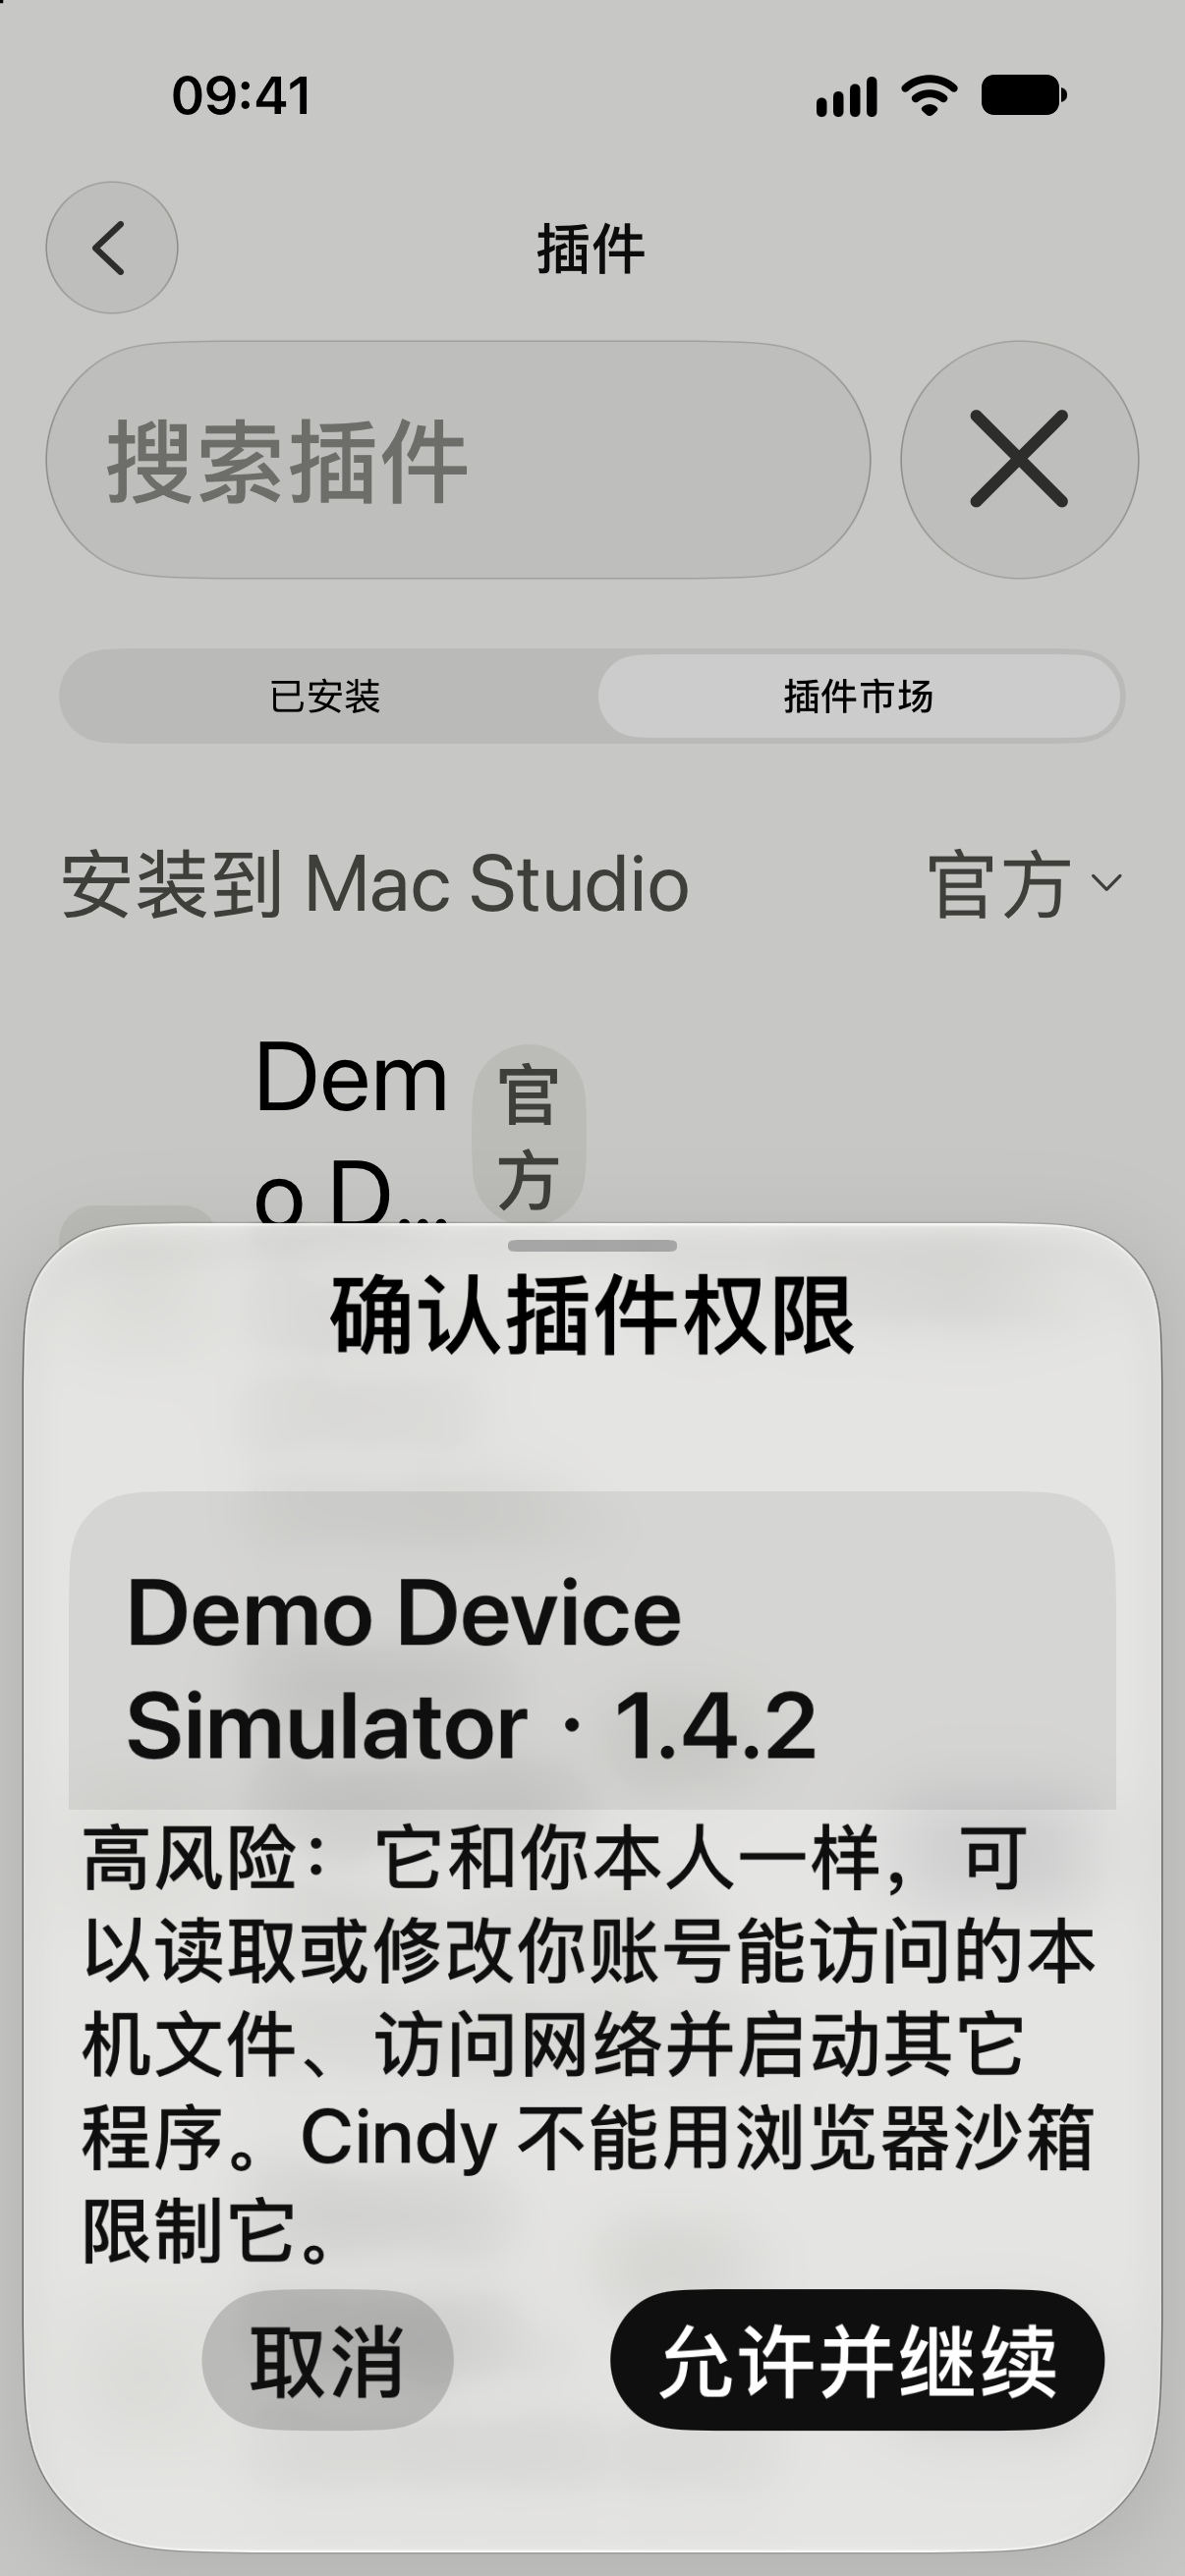 09:41
插件
搜索插件
已安装
插件市场
安装到 Mac Studio
官方
Dem
o D...
官
方
确认插件权限
Demo Device
Simulator · 1.4.2
高风险：它和你本人一样，可
以读取或修改你账号能访问的本
机文件、访问网络并启动其它
程序。Cindy 不能用浏览器沙箱
限制它。
取消
允许并继续